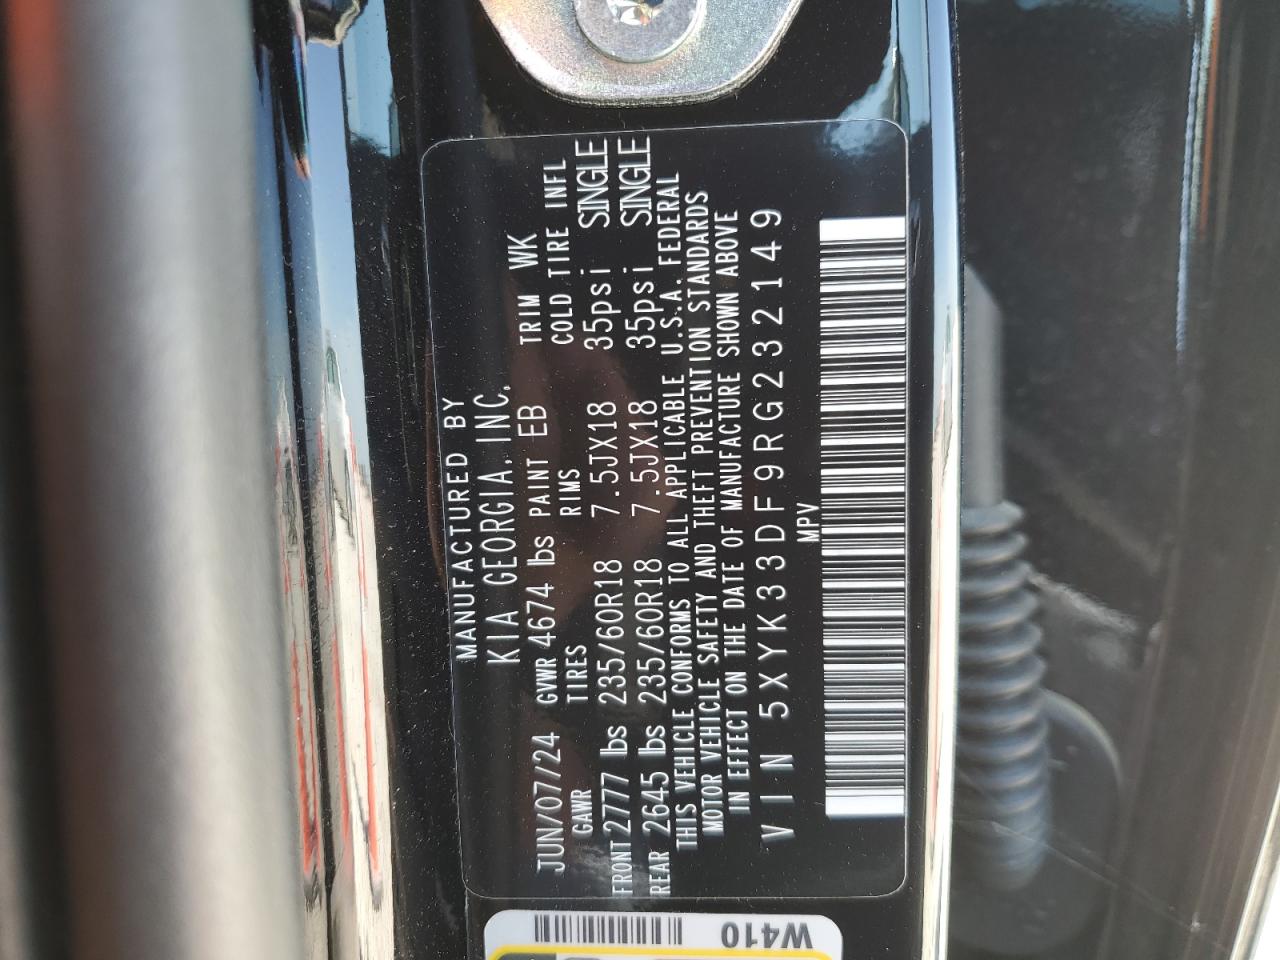 MANUFACTURED BY
KIA GEORGIA, INC.
JUN/07/24 GVWR 4674 lbs PAINT EB TRIM WK
GAWR TIRES RIMS COLD TIRE INFL
FRONT 2777 lbs 235/60R18 7.5JX18 35psi SINGLE
REAR 2645 lbs 235/60R18 7.5JX18 35psi SINGLE
THIS VEHICLE CONFORMS TO ALL APPLICABLE U.S.A. FEDERAL
MOTOR VEHICLE SAFETY AND THEFT PREVENTION STANDARDS
IN EFFECT ON THE DATE OF MANUFACTURE SHOWN ABOVE
VIN 5XYK33DF9RG232149
MPV
W410